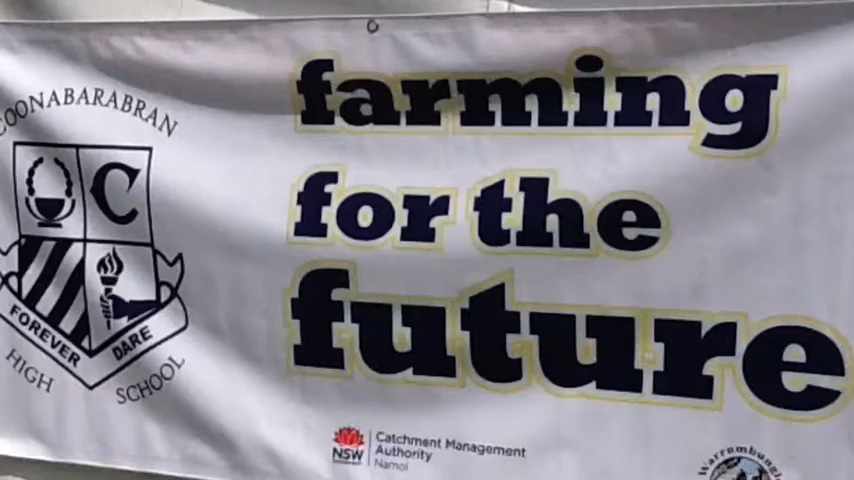 COONABARABRAN
C
FOREVER DARE
HIGH SCHOOL
farming
for the
future
NSW
Catchment Management
Authority
Namoi